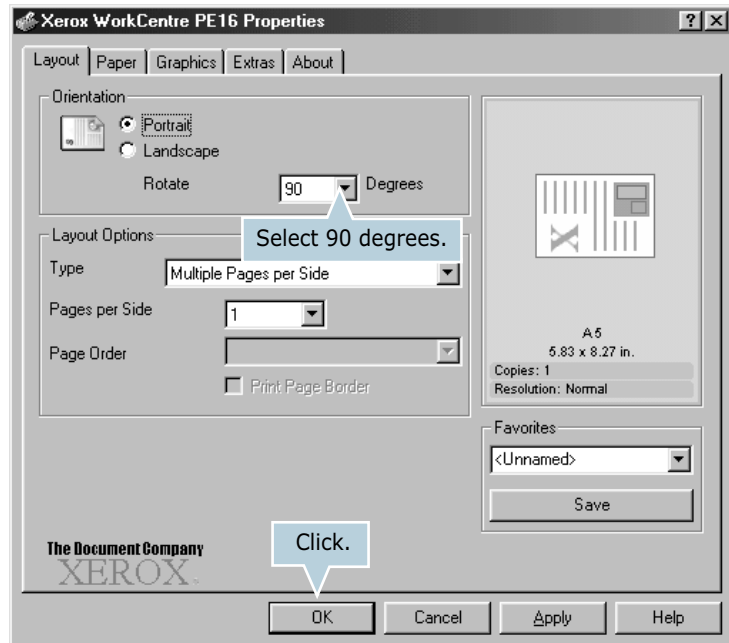 Xerox WorkCentre PE16 Properties
Layout Paper Graphics Extras About
Orientation
Portrait
Landscape
Rotate 90 Degrees
Select 90 degrees.
Layout Options
Type Multiple Pages per Side
Pages per Side 1
Page Order
Print Page Border
A5
5.83 x 8.27 in.
Copies: 1
Resolution: Normal
Favorites
<Unnamed>
Save
The Document Company
XEROX
Click.
OK Cancel Apply Help